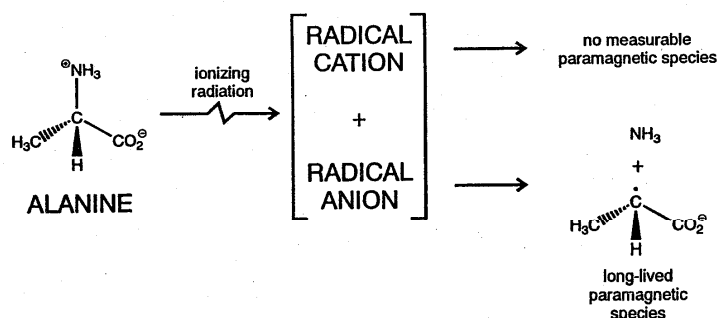 ⊕NH₃
C
H₃C
CO₂⊖
H
ALANINE
ionizing
radiation
RADICAL
CATION
+
RADICAL
ANION
no measurable
paramagnetic species
NH₃
+
Ċ
H₃C
CO₂⊖
H
long-lived
paramagnetic
species